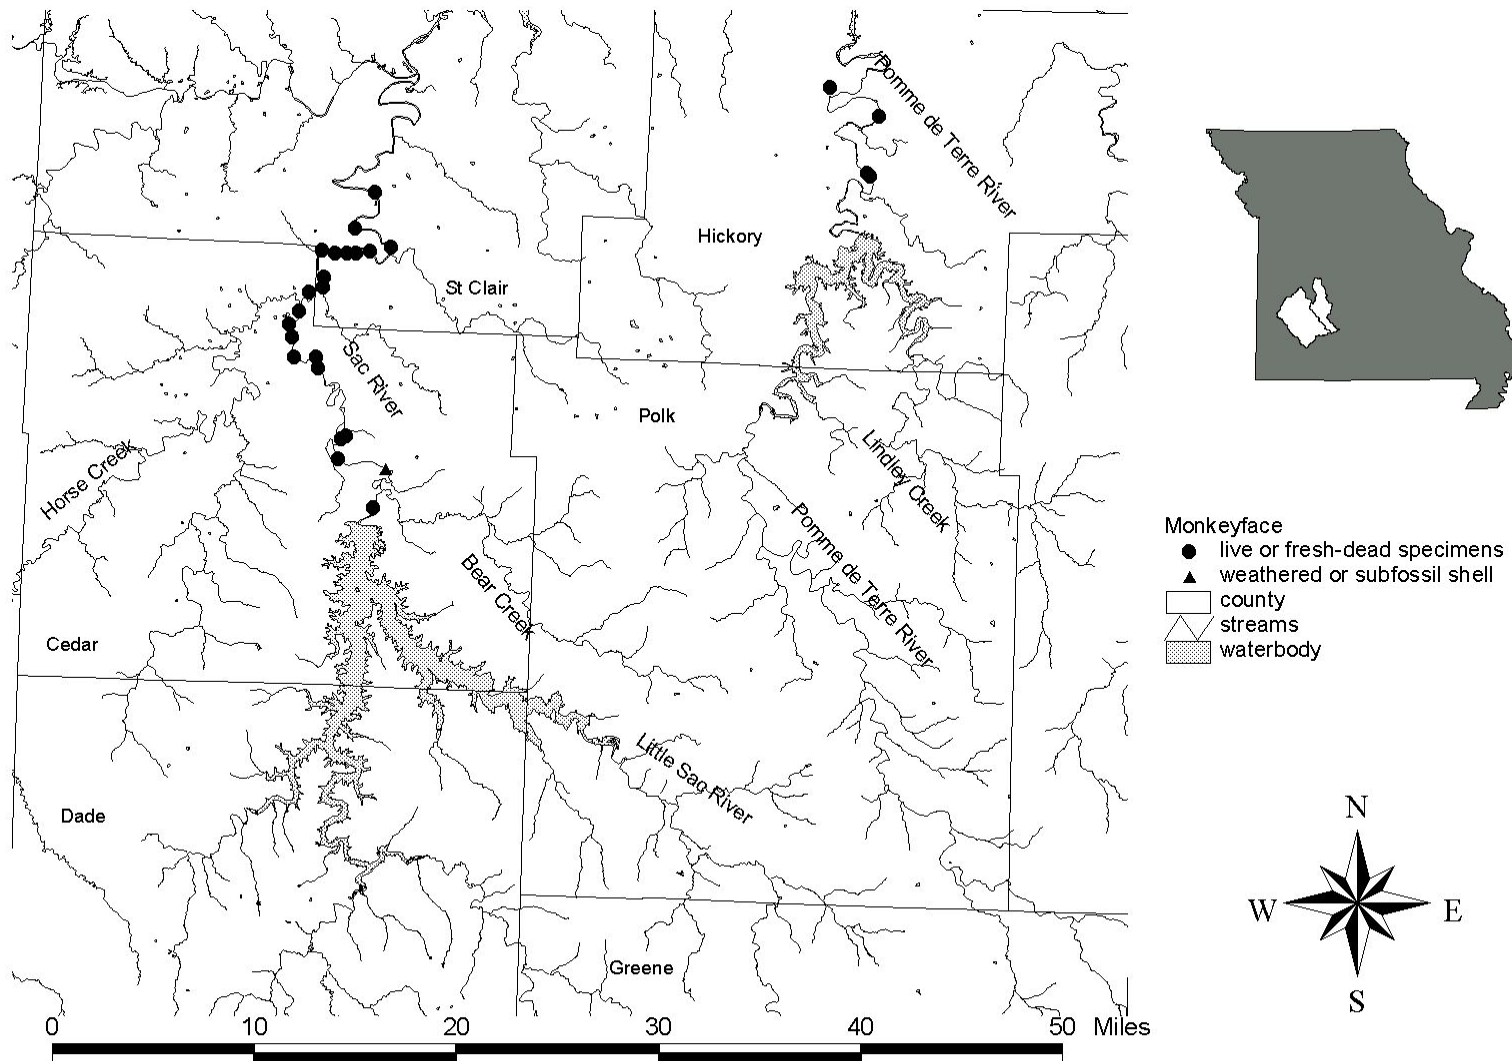 Pomme de Terre River
Hickory
St Clair
Sac River
Polk
Horse Creek
Lindley Creek
Pomme de Terre River
Bear Creek
Cedar
Little Sac River
Dade
Greene
0 10 20 30 40 50 Miles
Monkeyface
live or fresh-dead specimens
weathered or subfossil shell
county
streams
waterbody
N
W E
S